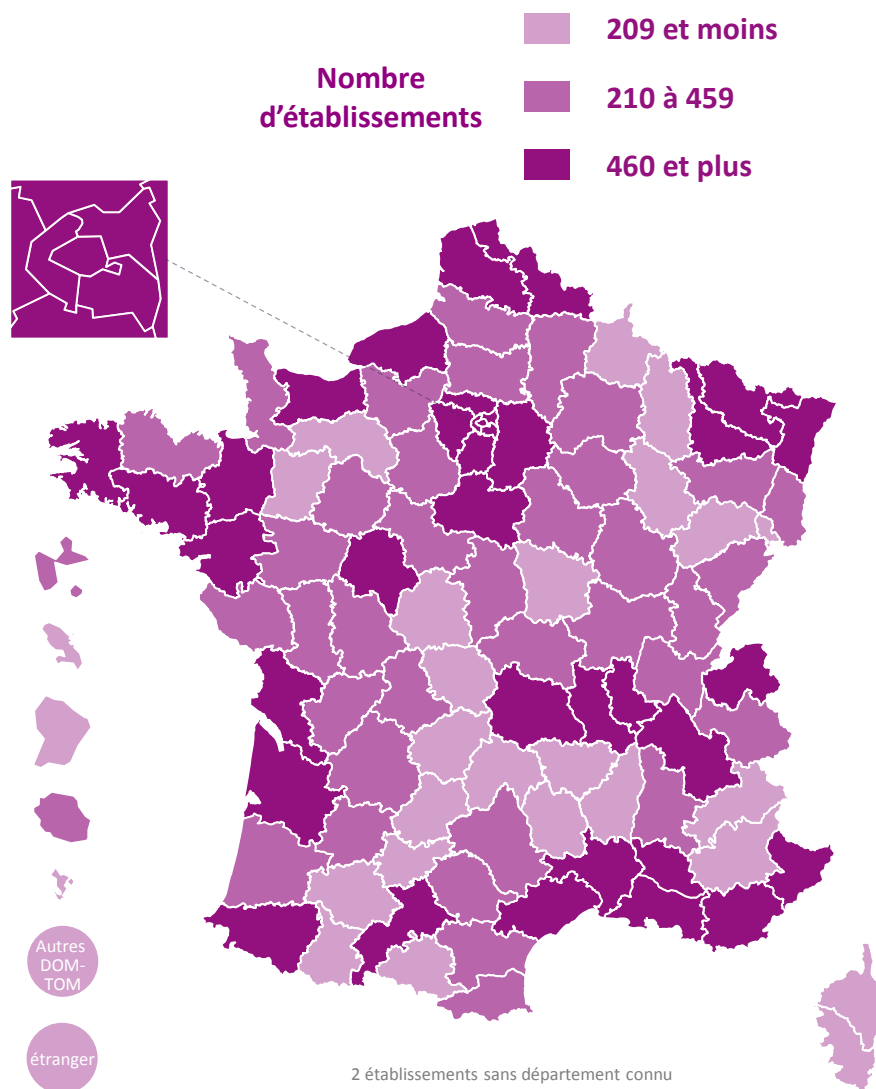 209 et moins
Nombre
d'établissements
210 à 459
460 et plus
Autres
DOM-
TOM
étranger
2 établissements sans département connu